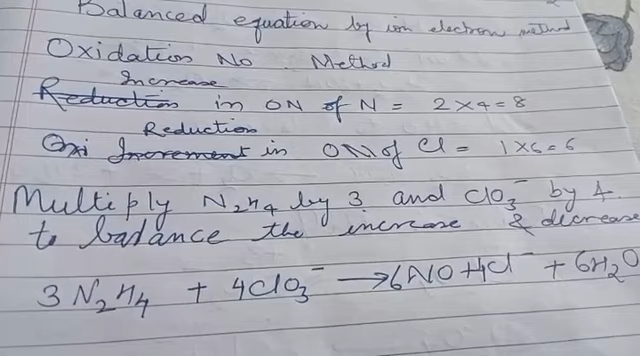 Balanced equation by ion electron method
Oxidation No. Method
Increase
Reduction in ON of N = 2×4=8
Reduction
Oxi Increment in ON of Cl = 1×6=6
Multiply N₂H₄ by 3 and ClO₃⁻ by 4
to balance the increase & decrease
3N₂H₄ + 4ClO₃⁻ → 6NO+4Cl⁻ + 6H₂O